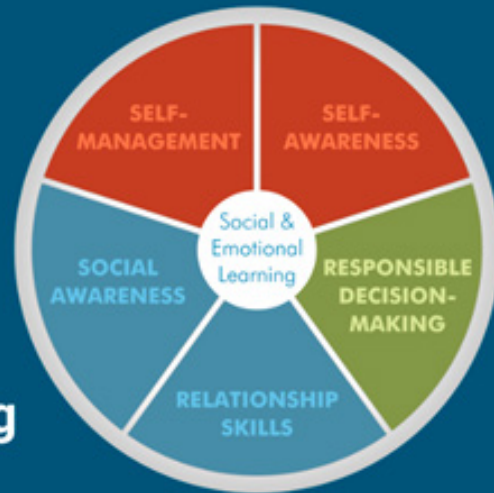 SELF-
MANAGEMENT
SELF-
AWARENESS
Social &
Emotional
Learning
SOCIAL
AWARENESS
RESPONSIBLE
DECISION-
MAKING
RELATIONSHIP
SKILLS
g